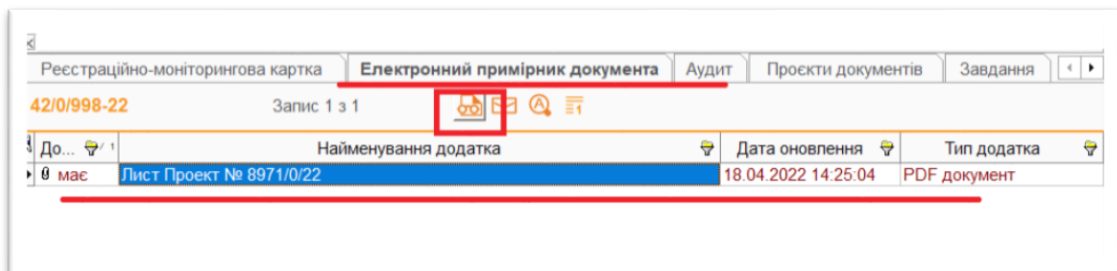 Реєстраційно-моніторингова картка Електронний примірник документа Аудит Проєкти документів Завдання
42/0/998-22 Запис 1 з 1
До... 1 Найменування додатка Дата оновлення Тип додатка
має Лист Проект № 8971/0/22 18.04.2022 14:25:04 PDF документ